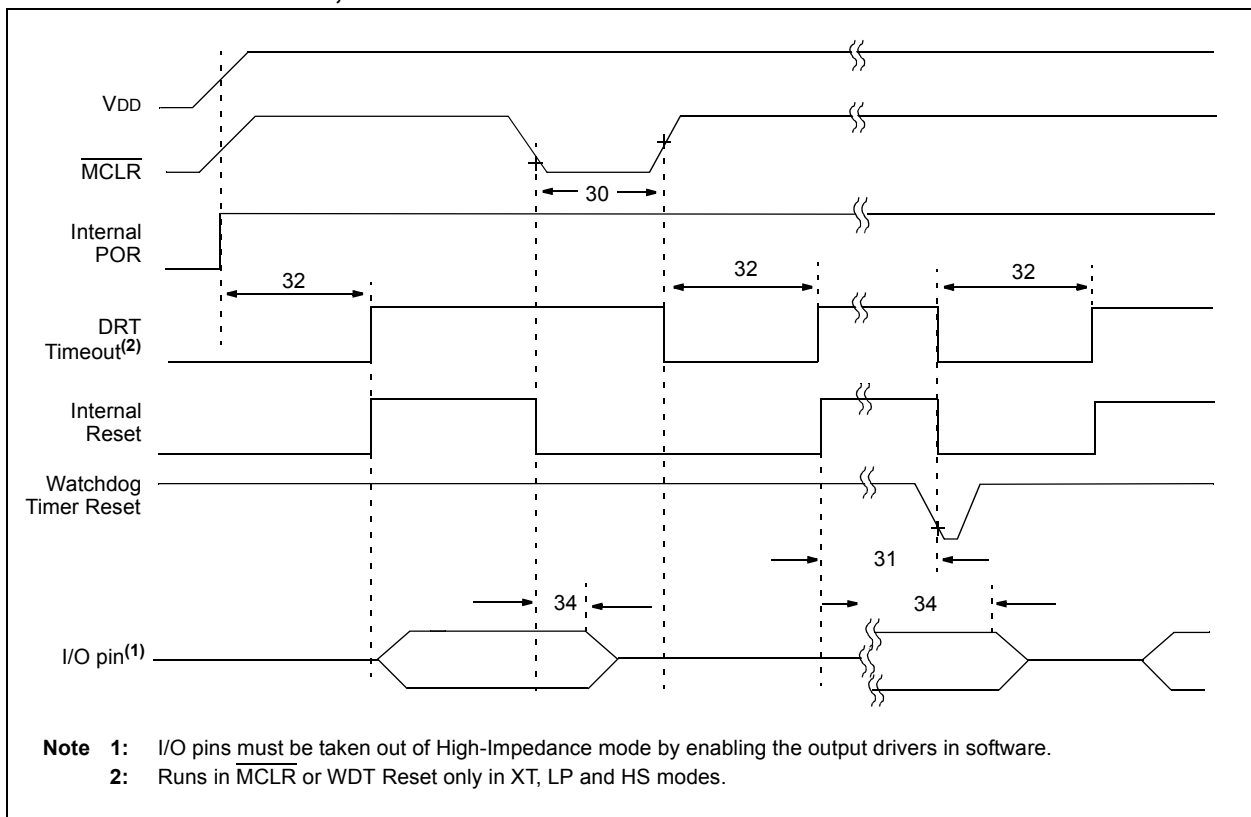 VDD
MCLR
30
Internal
POR
32
32
32
DRT
Timeout(2)
Internal
Reset
Watchdog
Timer Reset
31
34
34
I/O pin(1)
Note 1: I/O pins must be taken out of High-Impedance mode by enabling the output drivers in software.
2: Runs in MCLR or WDT Reset only in XT, LP and HS modes.